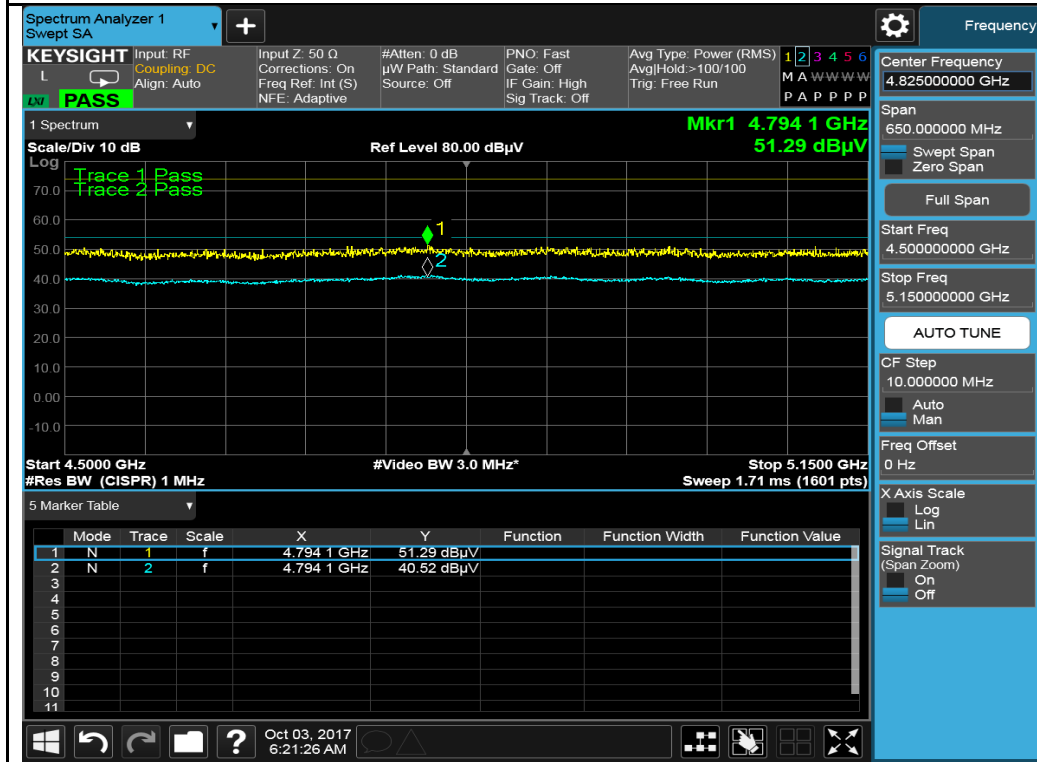 Spectrum Analyzer 1
Swept SA
+
Frequency
KEYSIGHT
L
LXI PASS
Input: RF
Coupling: DC
Align: Auto
Input Z: 50 Ω
Corrections: On
Freq Ref: Int (S)
NFE: Adaptive
#Atten: 0 dB
µW Path: Standard
Source: Off
PNO: Fast
Gate: Off
IF Gain: High
Sig Track: Off
Avg Type: Power (RMS)
Avg|Hold:>100/100
Trig: Free Run
1 2 3 4 5 6
M A W W W W
P A P P P P
1 Spectrum
Scale/Div 10 dB
Ref Level 80.00 dBµV
Mkr1 4.794 1 GHz
51.29 dBµV
Log
Trace 1 Pass
Trace 2 Pass
70.0
60.0
50.0
40.0
30.0
20.0
10.0
0.00
-10.0
1
2
Start 4.5000 GHz
#Video BW 3.0 MHz*
Stop 5.1500 GHz
#Res BW (CISPR) 1 MHz
Sweep 1.71 ms (1601 pts)
5 Marker Table
Mode Trace Scale X Y Function Function Width Function Value
1 N 1 f 4.794 1 GHz 51.29 dBµV
2 N 2 f 4.794 1 GHz 40.52 dBµV
3
4
5
6
7
8
9
10
11
Center Frequency
4.825000000 GHz
Span
650.000000 MHz
Swept Span
Zero Span
Full Span
Start Freq
4.500000000 GHz
Stop Freq
5.150000000 GHz
AUTO TUNE
CF Step
10.000000 MHz
Auto
Man
Freq Offset
0 Hz
X Axis Scale
Log
Lin
Signal Track
(Span Zoom)
On
Off
?
Oct 03, 2017
6:21:26 AM